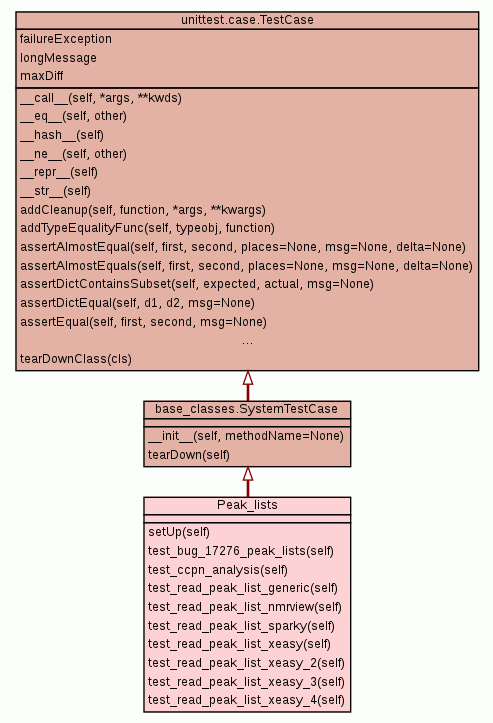 unittest.case.TestCase
failureException
longMessage
maxDiff
__call__(self, *args, **kwds)
__eq__(self, other)
__hash__(self)
__ne__(self, other)
__repr__(self)
__str__(self)
addCleanup(self, function, *args, **kwargs)
addTypeEqualityFunc(self, typeobj, function)
assertAlmostEqual(self, first, second, places=None, msg=None, delta=None)
assertAlmostEquals(self, first, second, places=None, msg=None, delta=None)
assertDictContainsSubset(self, expected, actual, msg=None)
assertDictEqual(self, d1, d2, msg=None)
assertEqual(self, first, second, msg=None)
...
tearDownClass(cls)
base_classes.SystemTestCase
__init__(self, methodName=None)
tearDown(self)
Peak_lists
setUp(self)
test_bug_17276_peak_lists(self)
test_ccpn_analysis(self)
test_read_peak_list_generic(self)
test_read_peak_list_nmrview(self)
test_read_peak_list_sparky(self)
test_read_peak_list_xeasy(self)
test_read_peak_list_xeasy_2(self)
test_read_peak_list_xeasy_3(self)
test_read_peak_list_xeasy_4(self)